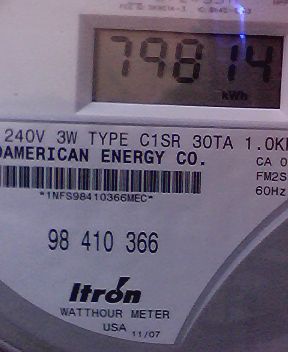 79814
kWh
240V 3W TYPE C1SR 30TA 1.0K
AMERICAN ENERGY CO.
CA 0
FM2S
60Hz
*1NFS98410366MEC*
98 410 366
Itron
WATTHOUR METER
USA 11/07